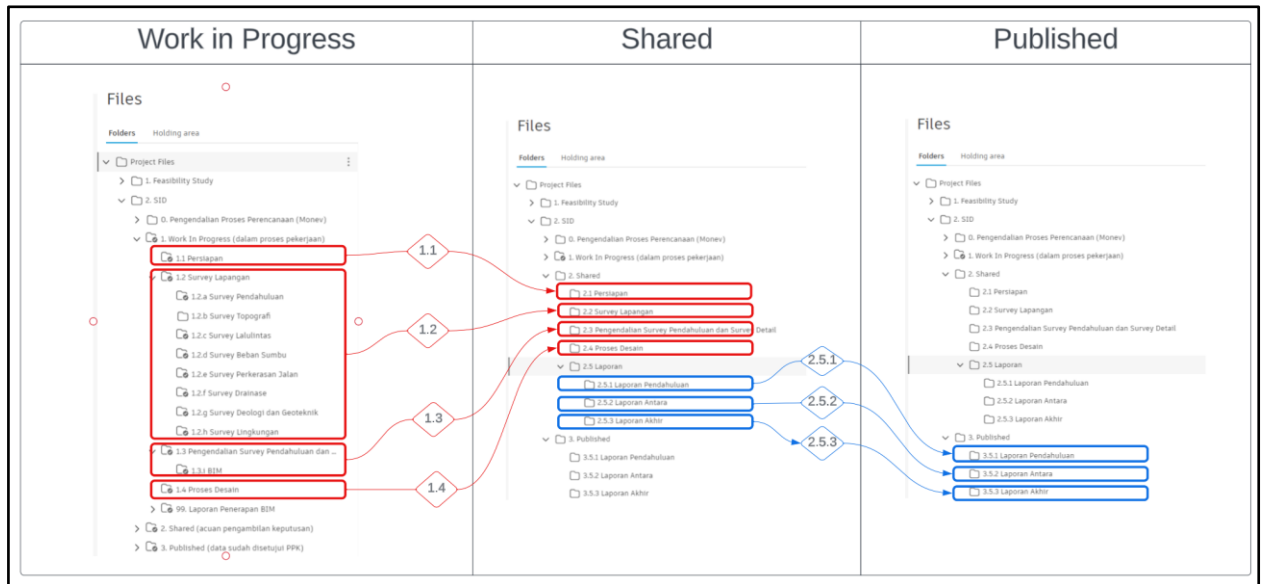 Work in Progress
Shared
Published
Files
Folders Holding area
Project Files
1. Feasibility Study
2. SID
0. Pengendalian Proses Perencanaan (Monev)
1. Work In Progress (dalam proses pekerjaan)
1.1 Persiapan
1.2 Survey Lapangan
1.2.a Survey Pendahuluan
1.2.b Survey Topografi
1.2.c Survey Lalulintas
1.2.d Survey Beban Sumbu
1.2.e Survey Perkerasan Jalan
1.2.f Survey Drainase
1.2.g Survey Deologi dan Geoteknik
1.2.h Survey Lingkungan
1.3 Pengendalian Survey Pendahuluan dan ...
1.3.i BIM
1.4 Proses Desain
99. Laporan Penerapan BIM
2. Shared (acuan pengambilan keputusan)
3. Published (data sudah disetujui PPK)
1.1
1.2
1.3
1.4
Files
Folders Holding area
Project Files
1. Feasibility Study
2. SID
0. Pengendalian Proses Perencanaan (Monev)
1. Work In Progress (dalam proses pekerjaan)
2. Shared
2.1 Persiapan
2.2 Survey Lapangan
2.3 Pengendalian Survey Pendahuluan dan Survey Detail
2.4 Proses Desain
2.5 Laporan
2.5.1 Laporan Pendahuluan
2.5.2 Laporan Antara
2.5.3 Laporan Akhir
3. Published
3.5.1 Laporan Pendahuluan
3.5.2 Laporan Antara
3.5.3 Laporan Akhir
2.5.1
2.5.2
2.5.3
Files
Folders Holding area
Project Files
1. Feasibility Study
2. SID
0. Pengendalian Proses Perencanaan (Monev)
1. Work In Progress (dalam proses pekerjaan)
2. Shared
2.1 Persiapan
2.2 Survey Lapangan
2.3 Pengendalian Survey Pendahuluan dan Survey Detail
2.4 Proses Desain
2.5 Laporan
2.5.1 Laporan Pendahuluan
2.5.2 Laporan Antara
2.5.3 Laporan Akhir
3. Published
3.5.1 Laporan Pendahuluan
3.5.2 Laporan Antara
3.5.3 Laporan Akhir